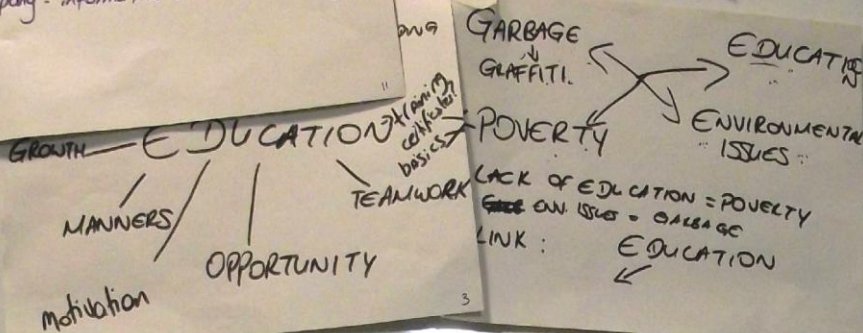 11
GROWTH
EDUCATION
training
certificates?
basics
MANNERS
motivation
OPPORTUNITY
TEAMWORK
3
GARBAGE
GRAFFITI.
EDUCATION
POVERTY
ENVIRONMENTAL
ISSUES
LACK OF EDUCATION = POVERTY
ENV. ISSUES = GARBAGE
LINK :
EDUCATION